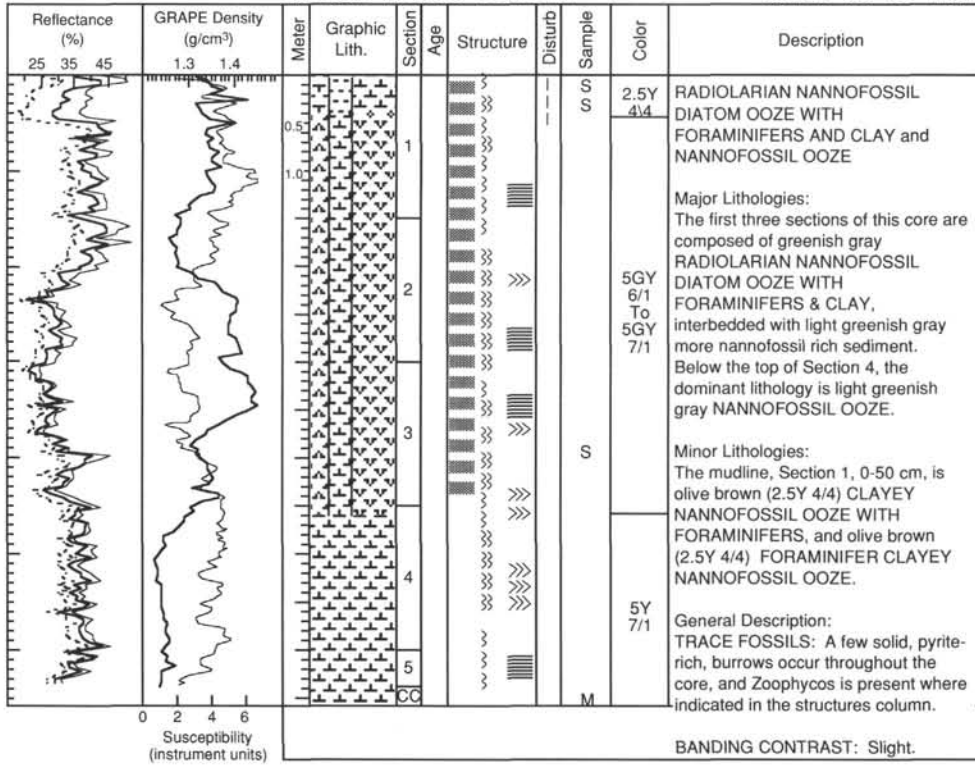 Reflectance
(%)
25 35 45
GRAPE Density
(g/cm³)
1.3 1.4
Meter
Graphic
Lith.
Section
Age
Structure
Disturb
Sample
Color
Description
0.5
1.0
1
2
3
4
5
CC
S
S
S
M
2.5Y
4\4
5GY
6/1
To
5GY
7/1
5Y
7/1
RADIOLARIAN NANNOFOSSIL
DIATOM OOZE WITH
FORAMINIFERS AND CLAY and
NANNOFOSSIL OOZE
Major Lithologies:
The first three sections of this core are
composed of greenish gray
RADIOLARIAN NANNOFOSSIL
DIATOM OOZE WITH
FORAMINIFERS & CLAY,
interbedded with light greenish gray
more nannofossil rich sediment.
Below the top of Section 4, the
dominant lithology is light greenish
gray NANNOFOSSIL OOZE.
Minor Lithologies:
The mudline, Section 1, 0-50 cm, is
olive brown (2.5Y 4/4) CLAYEY
NANNOFOSSIL OOZE WITH
FORAMINIFERS, and olive brown
(2.5Y 4/4) FORAMINIFER CLAYEY
NANNOFOSSIL OOZE.
General Description:
TRACE FOSSILS: A few solid, pyrite-
rich, burrows occur throughout the
core, and Zoophycos is present where
indicated in the structures column.
BANDING CONTRAST: Slight.
0 2 4 6
Susceptibility
(instrument units)